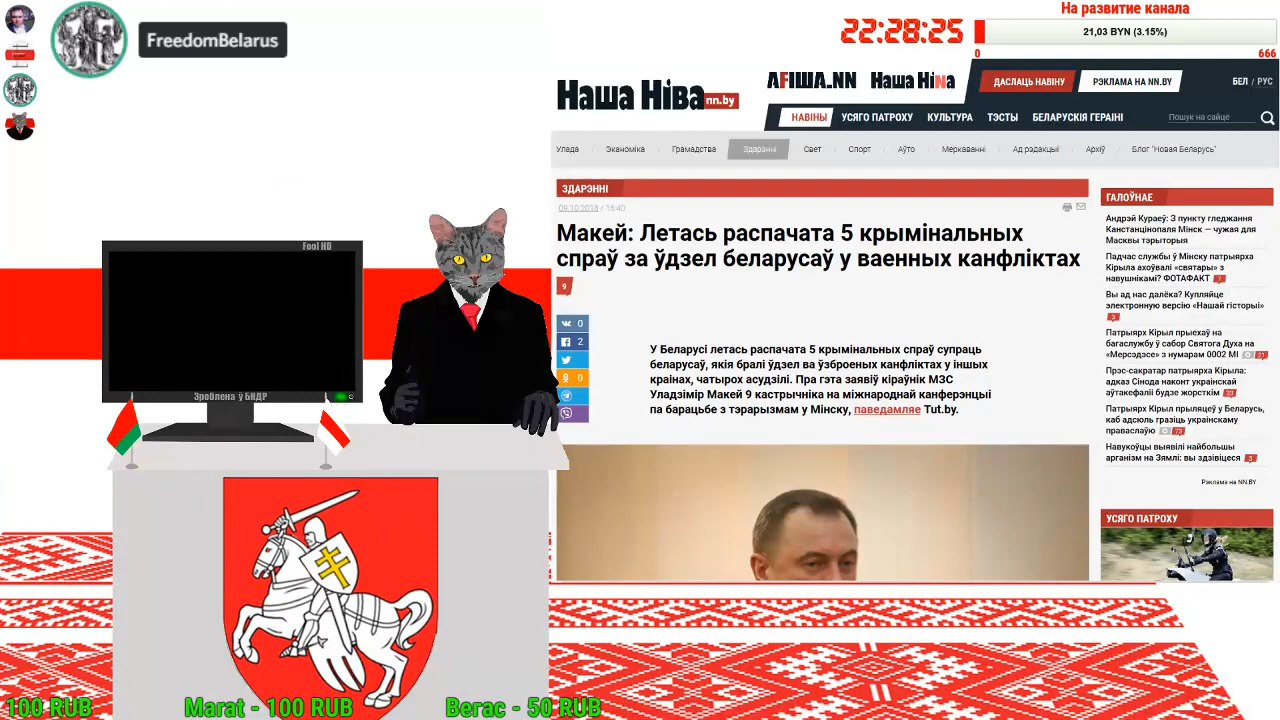 FreedomBelarus
22:28:25
На развитие канала
21,03 BYN (3.15%)
0
666
Fool HD
Зроблена ў БНДР
Наша Ніва nn.by
АFІША.NN
Наша НіNа
ДАСЛАЦЬ НАВІНУ
РЭКЛАМА НА NN.BY
БЕЛ / РУС
НАВІНЫ
УСЯГО ПАТРОХУ
КУЛЬТУРА
ТЭСТЫ
БЕЛАРУСКІЯ ГЕРАІНІ
Пошук на сайце
Улада
Эканоміка
Грамадства
Здарэнні
Свет
Спорт
Аўто
Меркаванні
Ад рэдакцыі
Архіў
Блог "Новая Беларусь"
ЗДАРЭННІ
09.10.2018 / 16:40
Макей: Летась распачата 5 крымінальных
спраў за ўдзел беларусаў у ваенных канфліктах
9
0
2
0
У Беларусі летась распачата 5 крымінальных спраў супраць
беларусаў, якія бралі ўдзел ва ўзброеных канфліктах у іншых
краінах, чатырох асудзілі. Пра гэта заявіў кіраўнік МЗС
Уладзімір Макей 9 кастрычніка на міжнароднай канферэнцыі
па барацьбе з тэрарызмам у Мінску, паведамляе Tut.by.
ГАЛОЎНАЕ
Андрэй Кураеў: З пункту гледжання
Канстанцінопаля Мінск — чужая для
Масквы тэрыторыя
Падчас службы ў Мінску патрыярха
Кірыла ахоўвалі «святары» з
навушнікамі? ФОТАФАКТ 7
Вы ад нас далёка? Купляйце
электронную версію «Нашай гісторыі»
3
Патрыярх Кірыл прыехаў на
багаслужбу ў сабор Святога Духа на
«Мерсэдэсе» з нумарам 0002 МІ 21
Прэс-сакратар патрыярха Кірыла:
адказ Сінода наконт украінскай
аўтакефаліі будзе жорсткім
Патрыярх Кірыл прыляцеў у Беларусь,
каб адсюль гразіць украінскаму
праваслаўю 73
Навукоўцы выявілі найбольшы
арганізм на Зямлі: вы здзівіцеся 3
Рэклама на NN.BY
УСЯГО ПАТРОХУ
100 RUB
Marat - 100 RUB
Вегас - 50 RUB